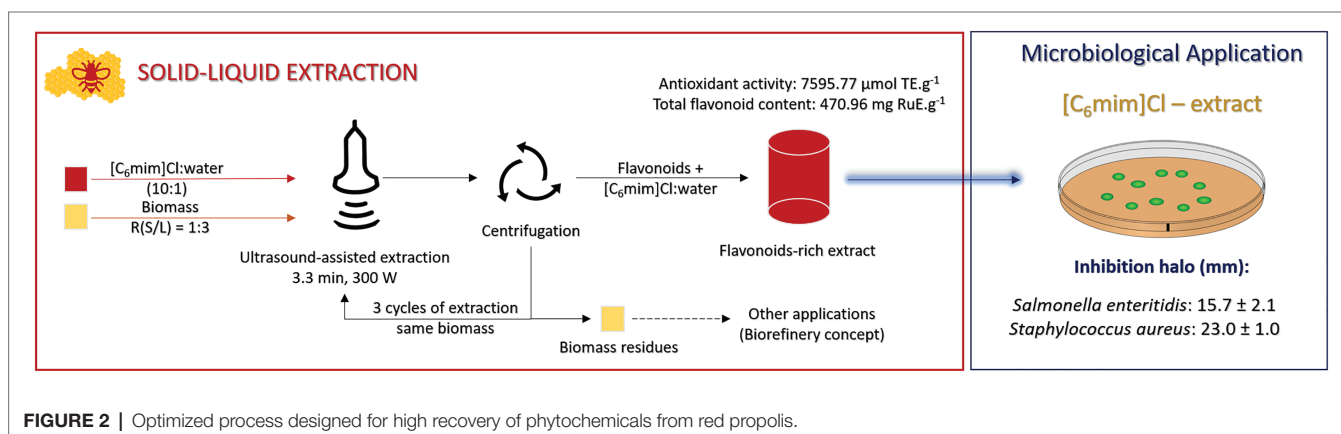 SOLID-LIQUID EXTRACTION
[C₆mim]Cl:water
(10:1)
Biomass
R(S/L) = 1:3
Ultrasound-assisted extraction
3.3 min, 300 W
Centrifugation
3 cycles of extraction
same biomass
Flavonoids +
[C₆mim]Cl:water
Antioxidant activity: 7595.77 µmol TE.g⁻¹
Total flavonoid content: 470.96 mg RuE.g⁻¹
Flavonoids-rich extract
Biomass residues
Other applications
(Biorefinery concept)
Microbiological Application
[C₆mim]Cl – extract
Inhibition halo (mm):
Salmonella enteritidis: 15.7 ± 2.1
Staphylococcus aureus: 23.0 ± 1.0
FIGURE 2 | Optimized process designed for high recovery of phytochemicals from red propolis.